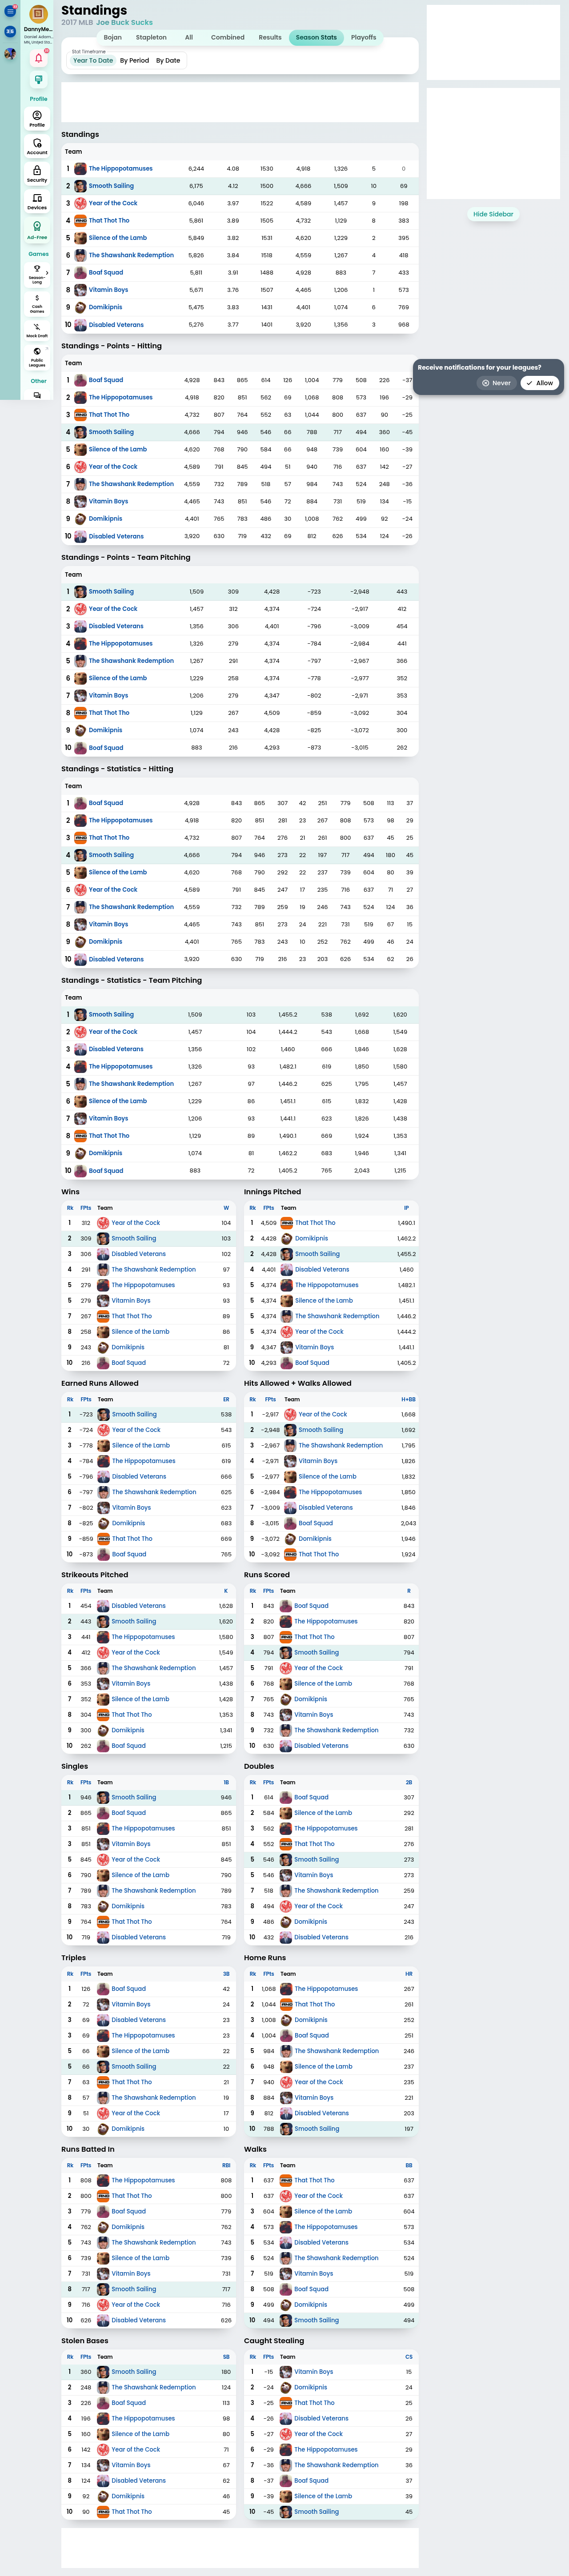 Standings
2017 MLB Joe Buck Sucks
Bojan Stapleton All Combined Results Season Stats Playoffs
Stat Timeframe
Year To Date By Period By Date
DannyMe...
Profile
Profile
Account
Security
Devices
Ad-Free
Games
Season-Long
Cash Games
Mock Draft
Public Leagues
Other
Hide Sidebar
Receive notifications for your leagues?
Never Allow
Standings
Team
1 The Hippopotamuses 6,244 4.08 1530 4,918 1,326 5 0
2 Smooth Sailing 6,175 4.12 1500 4,666 1,509 10 69
3 Year of the Cock 6,046 3.97 1522 4,589 1,457 9 198
4 That Thot Tho 5,861 3.89 1505 4,732 1,129 8 383
5 Silence of the Lamb 5,849 3.82 1531 4,620 1,229 2 395
6 The Shawshank Redemption 5,826 3.84 1518 4,559 1,267 4 418
7 Boaf Squad 5,811 3.91 1488 4,928 883 7 433
8 Vitamin Boys 5,671 3.76 1507 4,465 1,206 1 573
9 Domikipnis 5,475 3.83 1431 4,401 1,074 6 769
10 Disabled Veterans 5,276 3.77 1401 3,920 1,356 3 968
Standings - Points - Hitting
Team
1 Boaf Squad 4,928 843 865 614 126 1,004 779 508 226 -37
2 The Hippopotamuses 4,918 820 851 562 69 1,068 808 573 196 -29
3 That Thot Tho 4,732 807 764 552 63 1,044 800 637 90 -25
4 Smooth Sailing 4,666 794 946 546 66 788 717 494 360 -45
5 Silence of the Lamb 4,620 768 790 584 66 948 739 604 160 -39
6 Year of the Cock 4,589 791 845 494 51 940 716 637 142 -27
7 The Shawshank Redemption 4,559 732 789 518 57 984 743 524 248 -36
8 Vitamin Boys 4,465 743 851 546 72 884 731 519 134 -15
9 Domikipnis 4,401 765 783 486 30 1,008 762 499 92 -24
10 Disabled Veterans 3,920 630 719 432 69 812 626 534 124 -26
Standings - Points - Team Pitching
Team
1 Smooth Sailing 1,509 309 4,428 -723 -2,948 443
2 Year of the Cock 1,457 312 4,374 -724 -2,917 412
3 Disabled Veterans 1,356 306 4,401 -796 -3,009 454
4 The Hippopotamuses 1,326 279 4,374 -784 -2,984 441
5 The Shawshank Redemption 1,267 291 4,374 -797 -2,967 366
6 Silence of the Lamb 1,229 258 4,374 -778 -2,977 352
7 Vitamin Boys 1,206 279 4,347 -802 -2,971 353
8 That Thot Tho 1,129 267 4,509 -859 -3,092 304
9 Domikipnis 1,074 243 4,428 -825 -3,072 300
10 Boaf Squad 883 216 4,293 -873 -3,015 262
Standings - Statistics - Hitting
Team
1 Boaf Squad 4,928 843 865 307 42 251 779 508 113 37
2 The Hippopotamuses 4,918 820 851 281 23 267 808 573 98 29
3 That Thot Tho 4,732 807 764 276 21 261 800 637 45 25
4 Smooth Sailing 4,666 794 946 273 22 197 717 494 180 45
5 Silence of the Lamb 4,620 768 790 292 22 237 739 604 80 39
6 Year of the Cock 4,589 791 845 247 17 235 716 637 71 27
7 The Shawshank Redemption 4,559 732 789 259 19 246 743 524 124 36
8 Vitamin Boys 4,465 743 851 273 24 221 731 519 67 15
9 Domikipnis 4,401 765 783 243 10 252 762 499 46 24
10 Disabled Veterans 3,920 630 719 216 23 203 626 534 62 26
Standings - Statistics - Team Pitching
Team
1 Smooth Sailing 1,509 103 1,455.2 538 1,692 1,620
2 Year of the Cock 1,457 104 1,444.2 543 1,668 1,549
3 Disabled Veterans 1,356 102 1,460 666 1,846 1,628
4 The Hippopotamuses 1,326 93 1,482.1 619 1,850 1,580
5 The Shawshank Redemption 1,267 97 1,446.2 625 1,795 1,457
6 Silence of the Lamb 1,229 86 1,451.1 615 1,832 1,428
7 Vitamin Boys 1,206 93 1,441.1 623 1,826 1,438
8 That Thot Tho 1,129 89 1,490.1 669 1,924 1,353
9 Domikipnis 1,074 81 1,462.2 683 1,946 1,341
10 Boaf Squad 883 72 1,405.2 765 2,043 1,215
Wins
Rk FPts Team W
1 312 Year of the Cock 104
2 309 Smooth Sailing 103
3 306 Disabled Veterans 102
4 291 The Shawshank Redemption 97
5 279 The Hippopotamuses 93
5 279 Vitamin Boys 93
7 267 That Thot Tho 89
8 258 Silence of the Lamb 86
9 243 Domikipnis 81
10 216 Boaf Squad 72
Innings Pitched
Rk FPts Team IP
1 4,509 That Thot Tho 1,490.1
2 4,428 Domikipnis 1,462.2
2 4,428 Smooth Sailing 1,455.2
4 4,401 Disabled Veterans 1,460
5 4,374 The Hippopotamuses 1,482.1
5 4,374 Silence of the Lamb 1,451.1
5 4,374 The Shawshank Redemption 1,446.2
5 4,374 Year of the Cock 1,444.2
9 4,347 Vitamin Boys 1,441.1
10 4,293 Boaf Squad 1,405.2
Earned Runs Allowed
Rk FPts Team ER
1 -723 Smooth Sailing 538
2 -724 Year of the Cock 543
3 -778 Silence of the Lamb 615
4 -784 The Hippopotamuses 619
5 -796 Disabled Veterans 666
6 -797 The Shawshank Redemption 625
7 -802 Vitamin Boys 623
8 -825 Domikipnis 683
9 -859 That Thot Tho 669
10 -873 Boaf Squad 765
Hits Allowed + Walks Allowed
Rk FPts Team H+BB
1 -2,917 Year of the Cock 1,668
2 -2,948 Smooth Sailing 1,692
3 -2,967 The Shawshank Redemption 1,795
4 -2,971 Vitamin Boys 1,826
5 -2,977 Silence of the Lamb 1,832
6 -2,984 The Hippopotamuses 1,850
7 -3,009 Disabled Veterans 1,846
8 -3,015 Boaf Squad 2,043
9 -3,072 Domikipnis 1,946
10 -3,092 That Thot Tho 1,924
Strikeouts Pitched
Rk FPts Team K
1 454 Disabled Veterans 1,628
2 443 Smooth Sailing 1,620
3 441 The Hippopotamuses 1,580
4 412 Year of the Cock 1,549
5 366 The Shawshank Redemption 1,457
6 353 Vitamin Boys 1,438
7 352 Silence of the Lamb 1,428
8 304 That Thot Tho 1,353
9 300 Domikipnis 1,341
10 262 Boaf Squad 1,215
Runs Scored
Rk FPts Team R
1 843 Boaf Squad 843
2 820 The Hippopotamuses 820
3 807 That Thot Tho 807
4 794 Smooth Sailing 794
5 791 Year of the Cock 791
6 768 Silence of the Lamb 768
7 765 Domikipnis 765
8 743 Vitamin Boys 743
9 732 The Shawshank Redemption 732
10 630 Disabled Veterans 630
Singles
Rk FPts Team 1B
1 946 Smooth Sailing 946
2 865 Boaf Squad 865
3 851 The Hippopotamuses 851
3 851 Vitamin Boys 851
5 845 Year of the Cock 845
6 790 Silence of the Lamb 790
7 789 The Shawshank Redemption 789
8 783 Domikipnis 783
9 764 That Thot Tho 764
10 719 Disabled Veterans 719
Doubles
Rk FPts Team 2B
1 614 Boaf Squad 307
2 584 Silence of the Lamb 292
3 562 The Hippopotamuses 281
4 552 That Thot Tho 276
5 546 Smooth Sailing 273
5 546 Vitamin Boys 273
7 518 The Shawshank Redemption 259
8 494 Year of the Cock 247
9 486 Domikipnis 243
10 432 Disabled Veterans 216
Triples
Rk FPts Team 3B
1 126 Boaf Squad 42
2 72 Vitamin Boys 24
3 69 Disabled Veterans 23
3 69 The Hippopotamuses 23
5 66 Silence of the Lamb 22
5 66 Smooth Sailing 22
7 63 That Thot Tho 21
8 57 The Shawshank Redemption 19
9 51 Year of the Cock 17
10 30 Domikipnis 10
Home Runs
Rk FPts Team HR
1 1,068 The Hippopotamuses 267
2 1,044 That Thot Tho 261
3 1,008 Domikipnis 252
4 1,004 Boaf Squad 251
5 984 The Shawshank Redemption 246
6 948 Silence of the Lamb 237
7 940 Year of the Cock 235
8 884 Vitamin Boys 221
9 812 Disabled Veterans 203
10 788 Smooth Sailing 197
Runs Batted In
Rk FPts Team RBI
1 808 The Hippopotamuses 808
2 800 That Thot Tho 800
3 779 Boaf Squad 779
4 762 Domikipnis 762
5 743 The Shawshank Redemption 743
6 739 Silence of the Lamb 739
7 731 Vitamin Boys 731
8 717 Smooth Sailing 717
9 716 Year of the Cock 716
10 626 Disabled Veterans 626
Walks
Rk FPts Team BB
1 637 That Thot Tho 637
1 637 Year of the Cock 637
3 604 Silence of the Lamb 604
4 573 The Hippopotamuses 573
5 534 Disabled Veterans 534
6 524 The Shawshank Redemption 524
7 519 Vitamin Boys 519
8 508 Boaf Squad 508
9 499 Domikipnis 499
10 494 Smooth Sailing 494
Stolen Bases
Rk FPts Team SB
1 360 Smooth Sailing 180
2 248 The Shawshank Redemption 124
3 226 Boaf Squad 113
4 196 The Hippopotamuses 98
5 160 Silence of the Lamb 80
6 142 Year of the Cock 71
7 134 Vitamin Boys 67
8 124 Disabled Veterans 62
9 92 Domikipnis 46
10 90 That Thot Tho 45
Caught Stealing
Rk FPts Team CS
1 -15 Vitamin Boys 15
2 -24 Domikipnis 24
3 -25 That Thot Tho 25
4 -26 Disabled Veterans 26
5 -27 Year of the Cock 27
6 -29 The Hippopotamuses 29
7 -36 The Shawshank Redemption 36
8 -37 Boaf Squad 37
9 -39 Silence of the Lamb 39
10 -45 Smooth Sailing 45